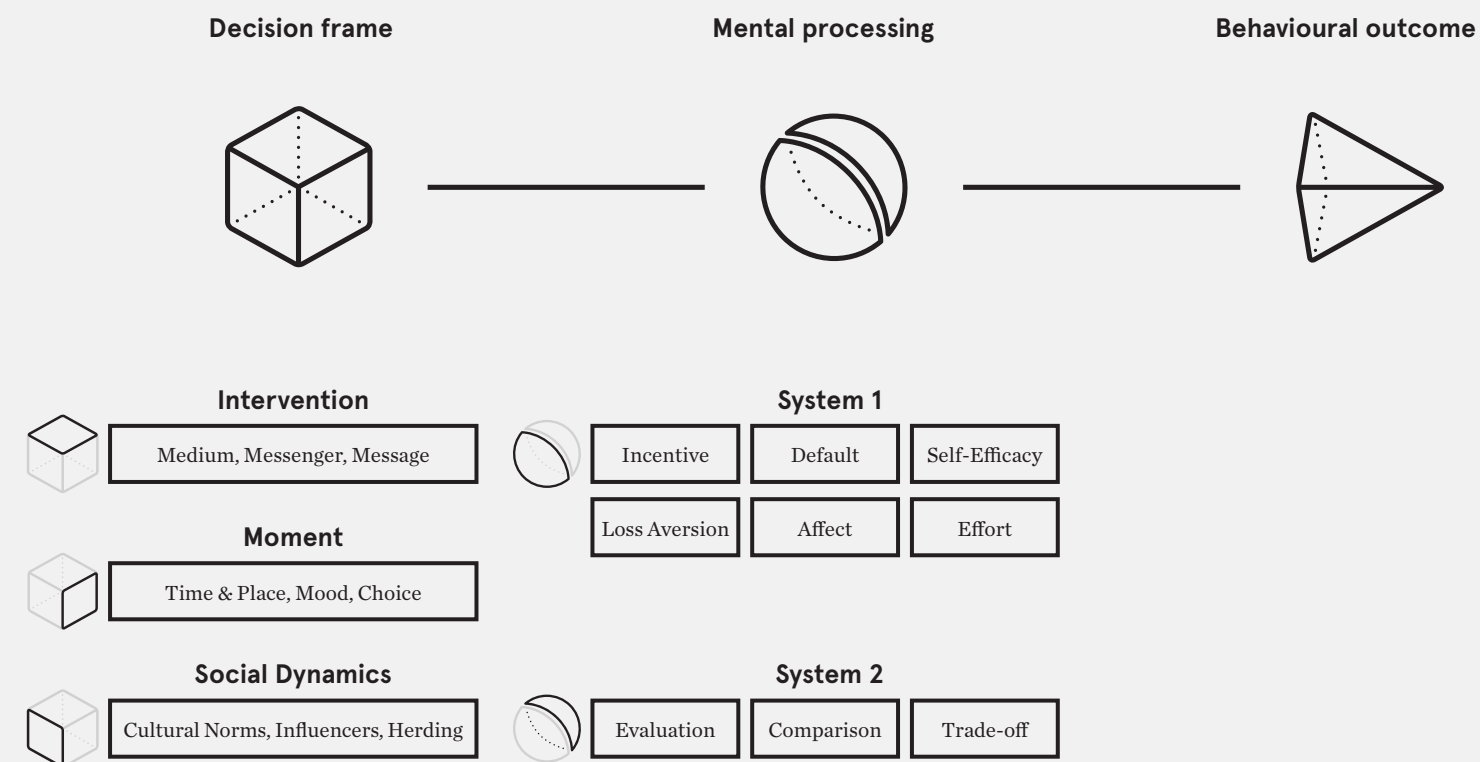 Decision frame
Mental processing
Behavioural outcome
Intervention
Medium, Messenger, Message
Moment
Time & Place, Mood, Choice
Social Dynamics
Cultural Norms, Influencers, Herding
System 1
Incentive
Default
Self-Efficacy
Loss Aversion
Affect
Effort
System 2
Evaluation
Comparison
Trade-off